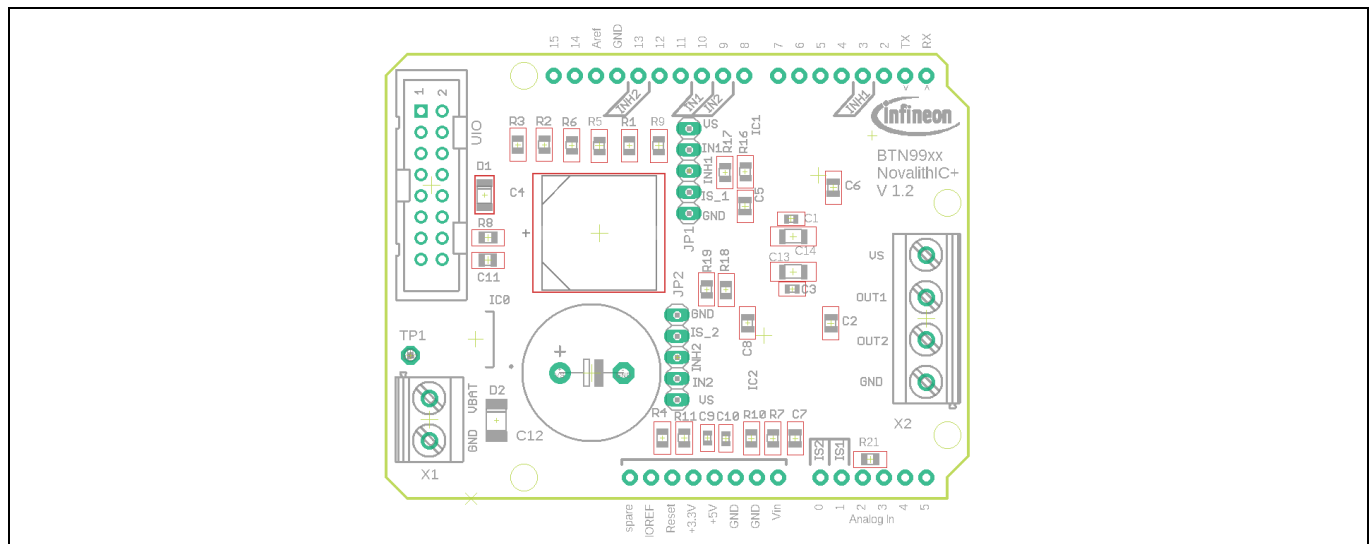 15 14 Aref GND 13 12 11 10 9 8 7 6 5 4 3 2 TX RX
< >
INH2 IN1 IN2 INH1
1 2
UIO
R3 R2 R6 R5 R1 R9
VS
IN1
INH1
IS_1
GND
JP1
IC1
R17 R16
infineon
BTN99xx
NovalithIC+
V 1.2
D1
C4
+
C5
C6
R8
C11
C1
C14
C13
C3
R19 R18
JP2
GND
IS_2
INH2
IN2
VS
C8
C2
IC2
VS
OUT1
OUT2
GND
X2
IC0
TP1
+
VBAT
GND
X1
D2
C12
R4 R11 C9 C10 R10 R7 C7
IS2 IS1
R21
spare IOREF Reset +3.3V +5V GND GND Vin
0 1 2 3 4 5
Analog In